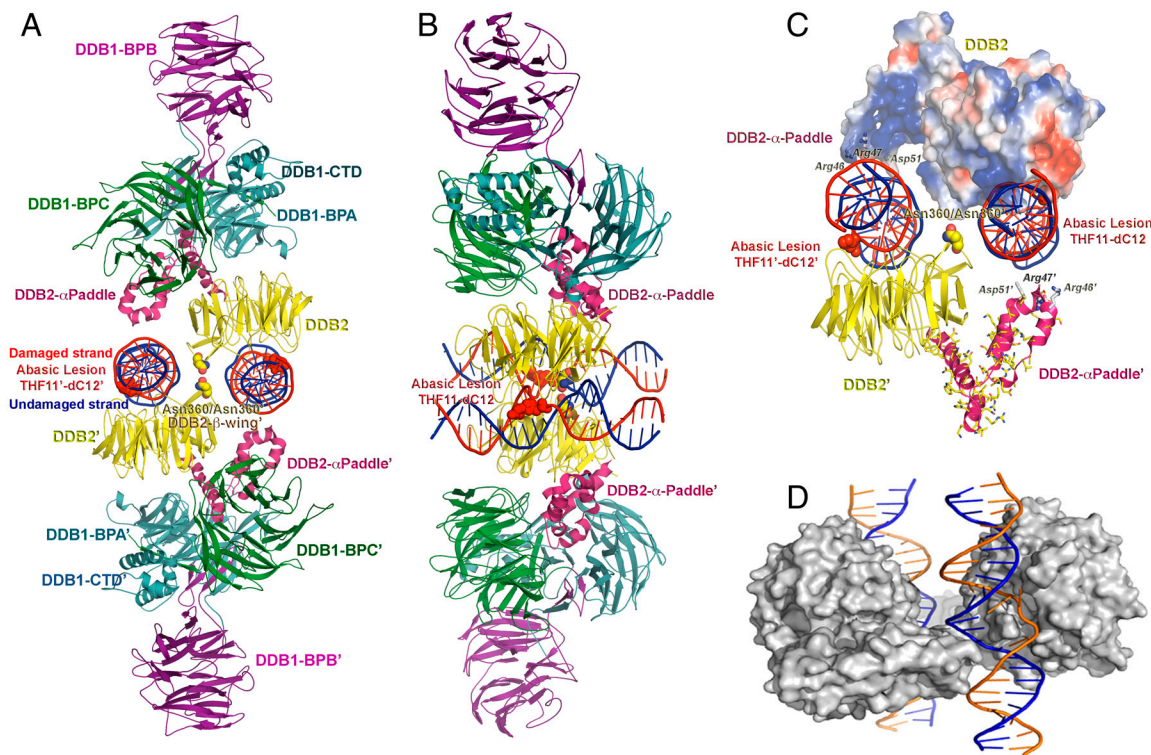 A
DDB1-BPB
DDB1-CTD
DDB1-BPC
DDB1-BPA
DDB2-αPaddle
DDB2
Damaged strand
Abasic Lesion
THF11'-dC12'
Undamaged strand
Asn360/Asn360'
DDB2-β-wing'
DDB2'
DDB2-αPaddle'
DDB1-BPA'
DDB1-BPC'
DDB1-CTD'
DDB1-BPB'
B
DDB2-α-Paddle
Abasic Lesion
THF11-dC12
DDB2-α-Paddle'
C
DDB2
DDB2-α-Paddle
Arg47
Arg46
Asp51
Asn360/Asn360'
Abasic Lesion
THF11'-dC12'
Abasic Lesion
THF11-dC12
Arg47'
Asp51'
Arg46'
DDB2'
DDB2-αPaddle'
D